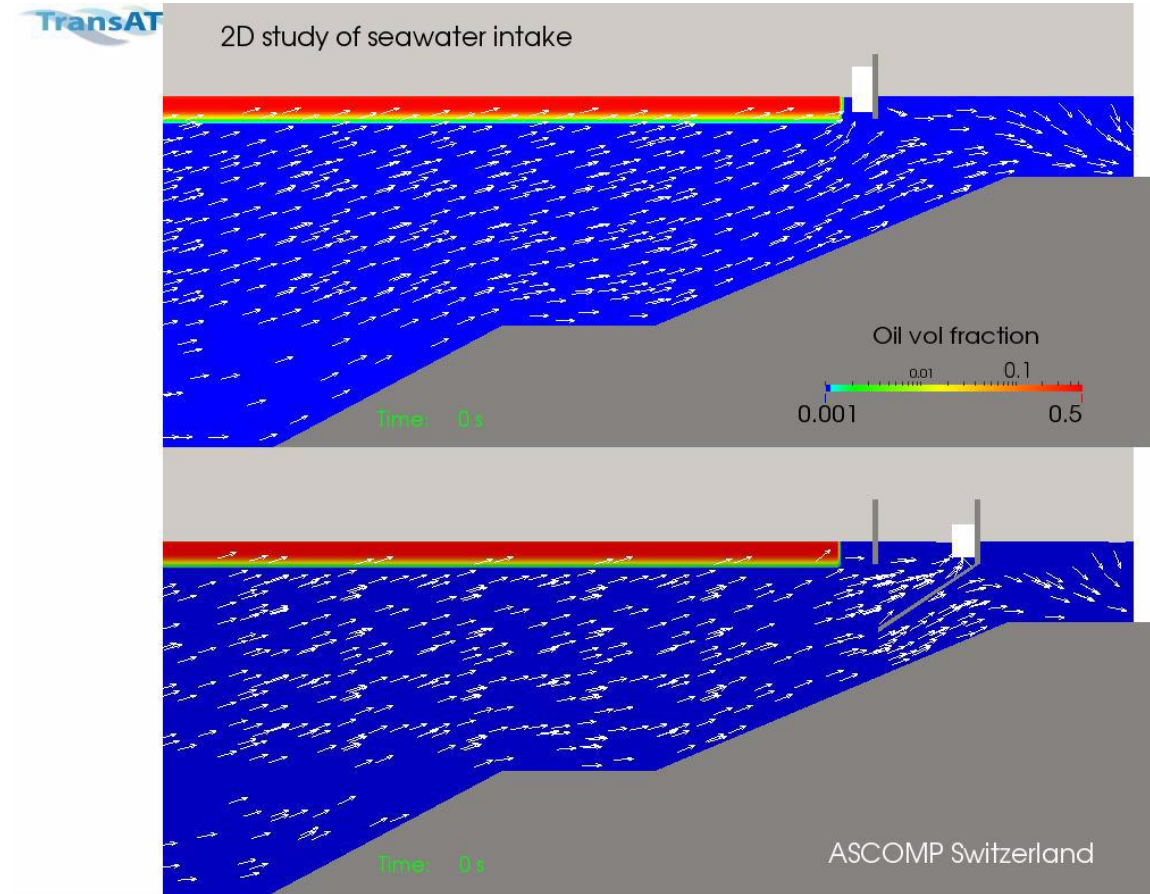 TransAT
2D study of seawater intake
Oil vol fraction
0.01 0.1
0.001 0.5
Time: 0 s
Time: 0 s
ASCOMP Switzerland